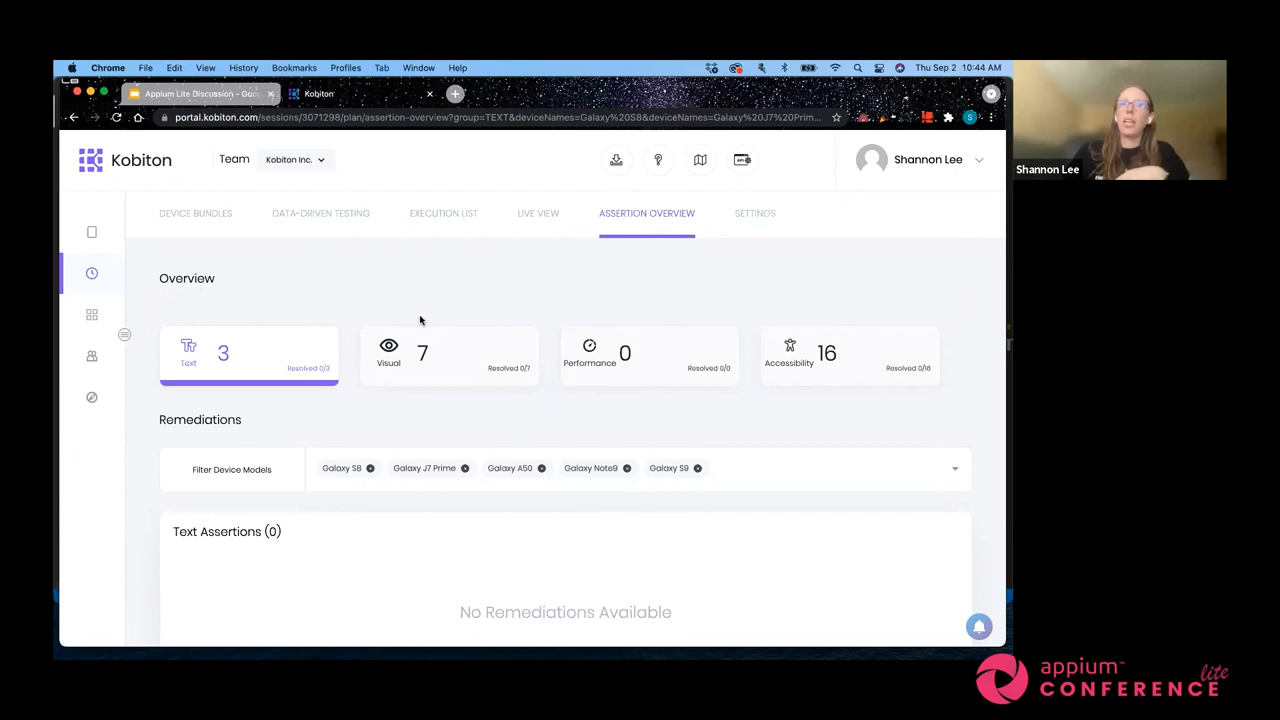 Chrome File Edit View History Bookmarks Profiles Tab Window Help Thu Sep 2 10:44 AM
Appium Lite Discussion - Goo
Kobiton
portal.kobiton.com/sessions/3071298/plan/assertion-overview?group=TEXT&deviceNames=Galaxy%20S8&deviceNames=Galaxy%20J7%20Prim...
S
Kobiton
Team
Kobiton Inc.
API
Shannon Lee
Shannon Lee
DEVICE BUNDLES DATA-DRIVEN TESTING EXECUTION LIST LIVE VIEW ASSERTION OVERVIEW SETTINGS
Overview
Text 3 Resolved 0/3
Visual 7 Resolved 0/7
Performance 0 Resolved 0/0
Accessibility 16 Resolved 0/16
Remediations
Filter Device Models Galaxy S8 Galaxy J7 Prime Galaxy A50 Galaxy Note9 Galaxy S9
Text Assertions (0)
No Remediations Available
appium™
CONFERENCE lite